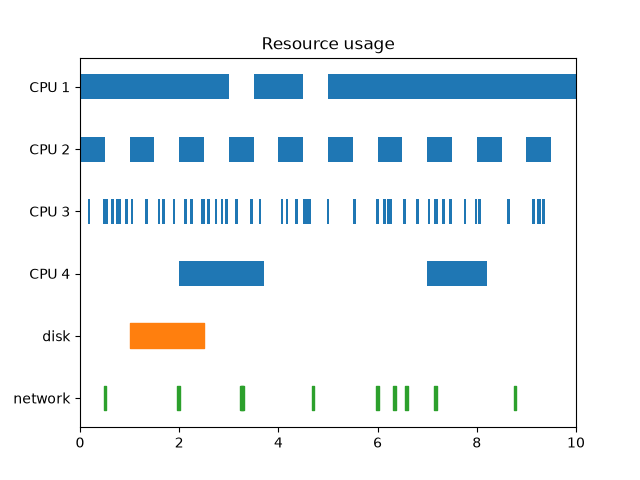 Resource usage
CPU 1
CPU 2
CPU 3
CPU 4
disk
network
0 2 4 6 8 10